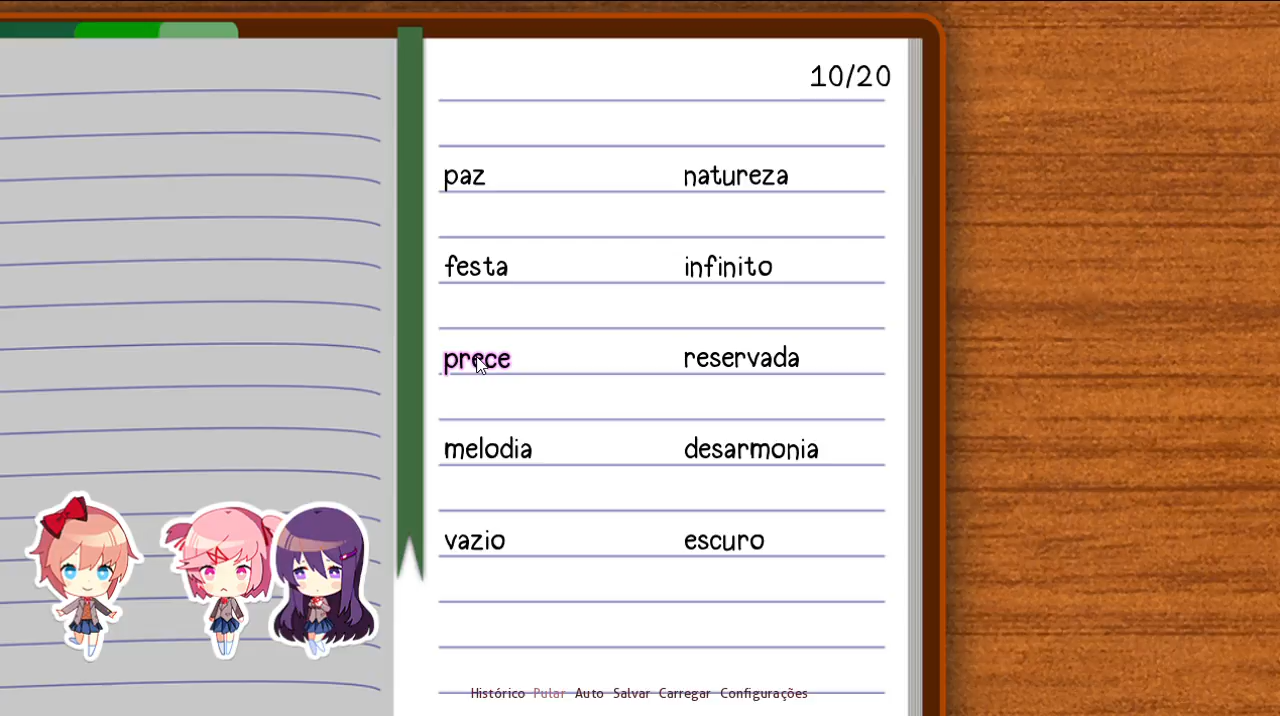 10/20
paz natureza
festa infinito
prece reservada
melodia desarmonia
vazio escuro
Histórico Pular Auto Salvar Carregar Configurações